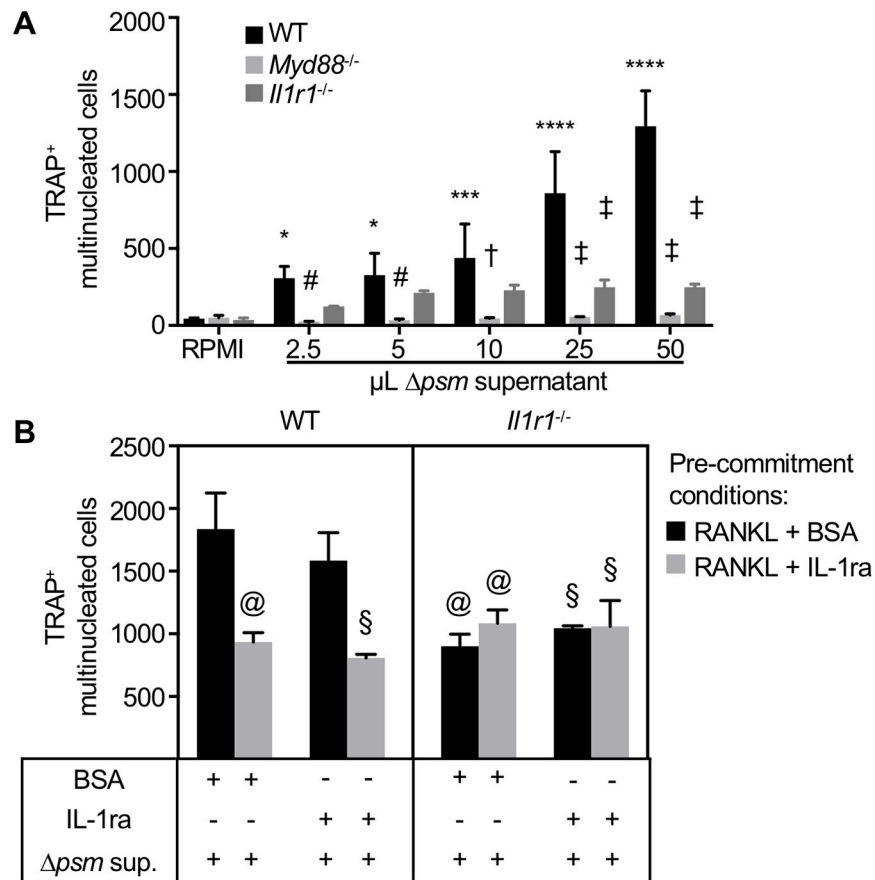 A
2000
1500
1000
500
0
TRAP⁺
multinucleated cells
WT
Myd88⁻/⁻
Il1r1⁻/⁻
* # * # *** † **** ‡ ‡ **** ‡ ‡
RPMI 2.5 5 10 25 50
µL Δpsm supernatant
B
WT Il1r1⁻/⁻
2500
2000
1500
1000
500
TRAP⁺
multinucleated cells
@ § @ @ § §
Pre-commitment
conditions:
RANKL + BSA
RANKL + IL-1ra
BSA + + - - + + - -
IL-1ra - - + + - - + +
Δpsm sup. + + + + + + + +